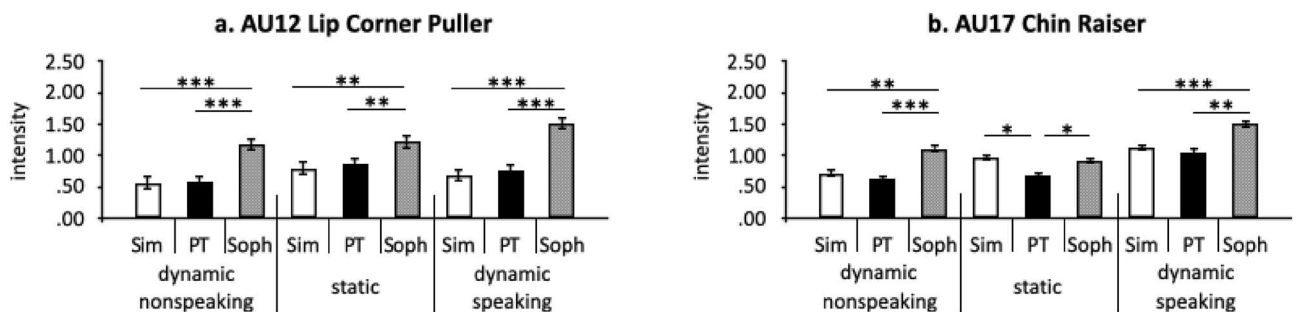 a. AU12 Lip Corner Puller
intensity
2.50
2.00
1.50
1.00
.50
.00
***
***
**
**
***
***
Sim PT Soph Sim PT Soph Sim PT Soph
dynamic nonspeaking
static
dynamic speaking
b. AU17 Chin Raiser
intensity
2.50
2.00
1.50
1.00
.50
.00
**
***
*
*
***
**
Sim PT Soph Sim PT Soph Sim PT Soph
dynamic nonspeaking
static
dynamic speaking